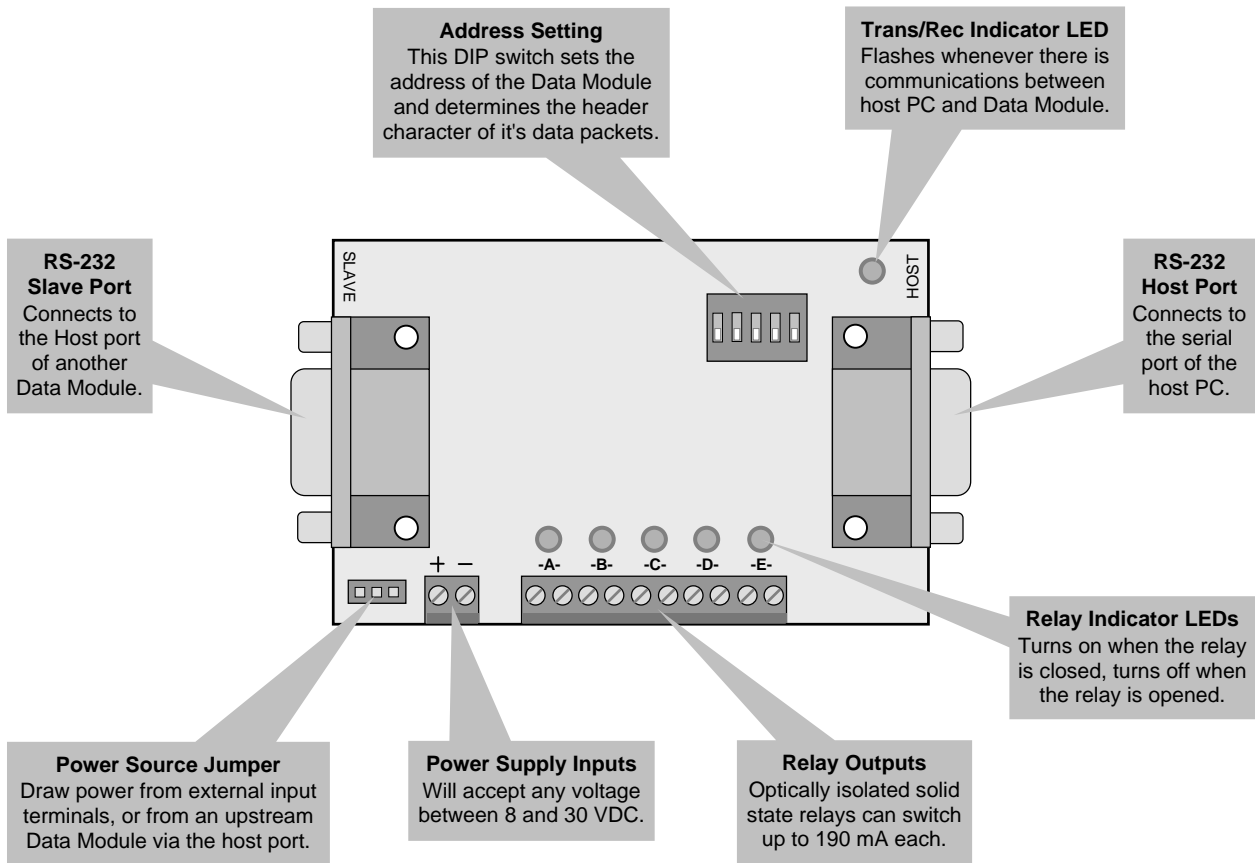 Address Setting
This DIP switch sets the
address of the Data Module
and determines the header
character of it's data packets.
Trans/Rec Indicator LED
Flashes whenever there is
communications between
host PC and Data Module.
RS-232
Slave Port
Connects to
the Host port
of another
Data Module.
SLAVE
HOST
RS-232
Host Port
Connects to
the serial
port of the
host PC.
+ −
-A- -B- -C- -D- -E-
Relay Indicator LEDs
Turns on when the relay
is closed, turns off when
the relay is opened.
Power Source Jumper
Draw power from external input
terminals, or from an upstream
Data Module via the host port.
Power Supply Inputs
Will accept any voltage
between 8 and 30 VDC.
Relay Outputs
Optically isolated solid
state relays can switch
up to 190 mA each.